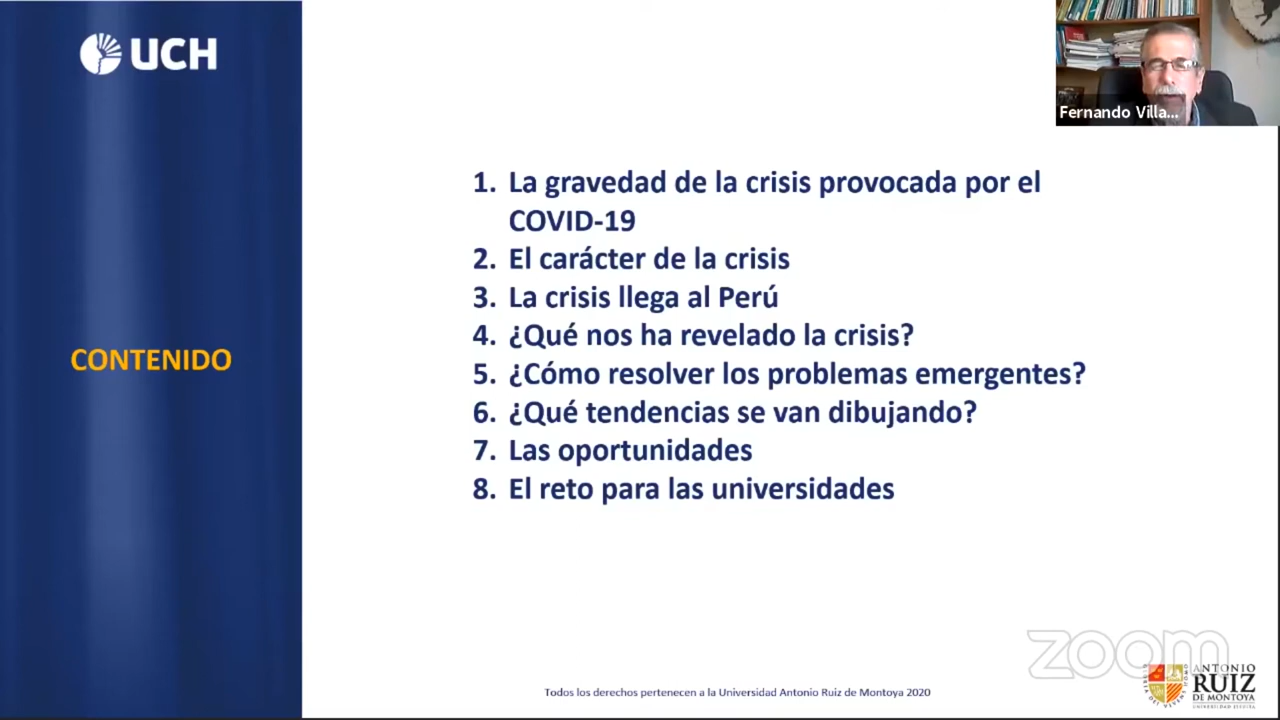 UCH
Fernando Villa...
1. La gravedad de la crisis provocada por el
COVID-19
2. El carácter de la crisis
3. La crisis llega al Perú
4. ¿Qué nos ha revelado la crisis?
CONTENIDO
5. ¿Cómo resolver los problemas emergentes?
6. ¿Qué tendencias se van dibujando?
7. Las oportunidades
8. El reto para las universidades
zoom
ANTONIO
RUIZ
DE MONTOYA
UNIVERSIDAD JESUITA
Todos los derechos pertenecen a la Universidad Antonio Ruiz de Montoya 2020